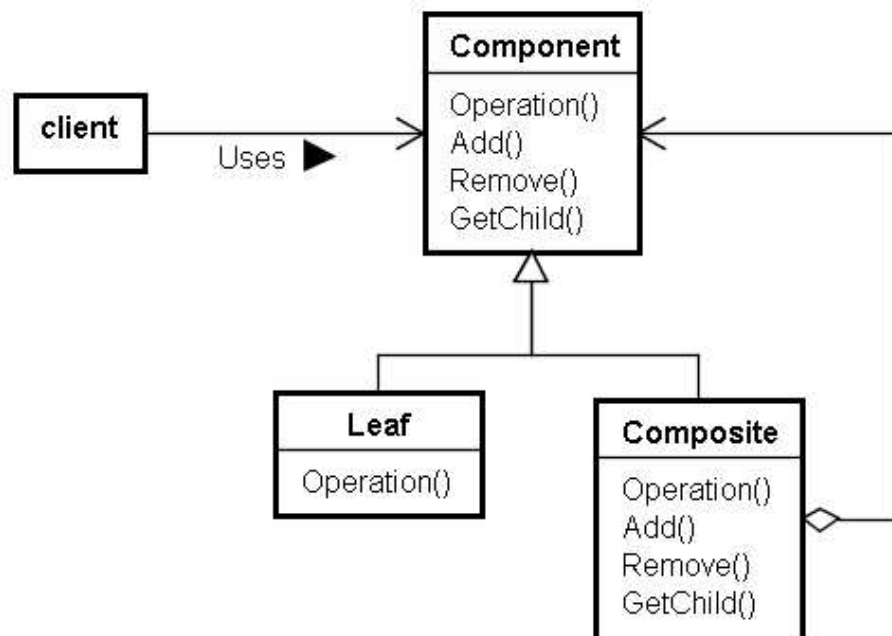 Component
Operation()
Add()
Remove()
GetChild()
client
Uses
Leaf
Operation()
Composite
Operation()
Add()
Remove()
GetChild()